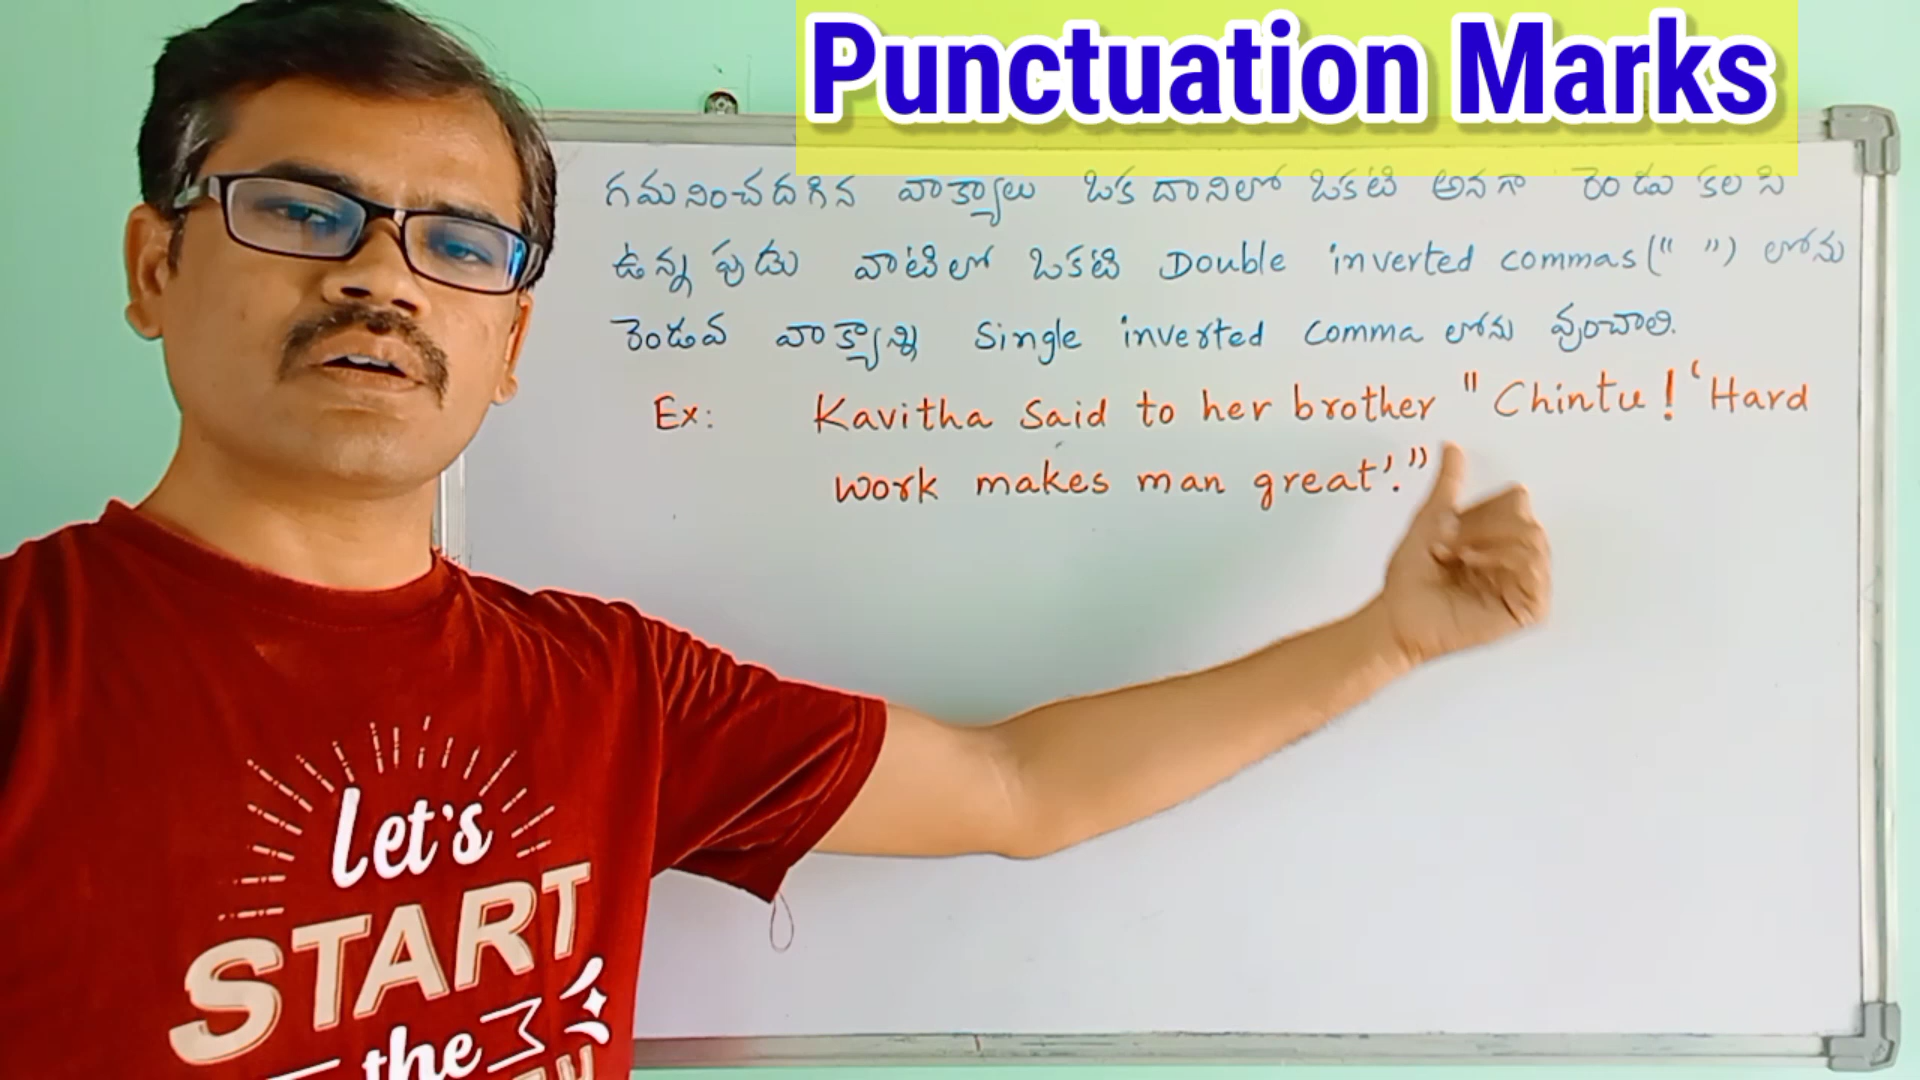 Punctuation Marks
గమనించదగిన వాక్యాలు ఒక దానిలో ఒకటి అనగా రెండు కలసి
ఉన్నపుడు వాటిలో ఒకటి Double inverted commas (“ ”) లోను
రెండవ వాక్యాన్ని Single inverted comma లోను వుంచాలి.
Ex: Kavitha Said to her brother "Chintu! ‘Hard
work makes man great’.”
Let's
START
the